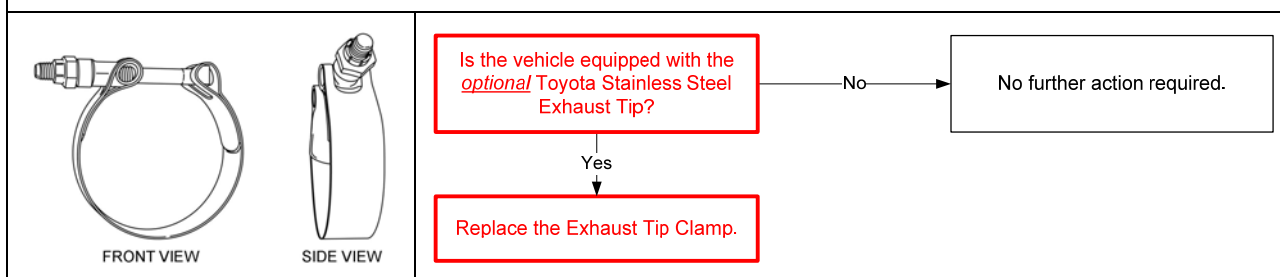 FRONT VIEW
SIDE VIEW
Is the vehicle equipped with the
optional Toyota Stainless Steel
Exhaust Tip?
No
No further action required.
Yes
Replace the Exhaust Tip Clamp.